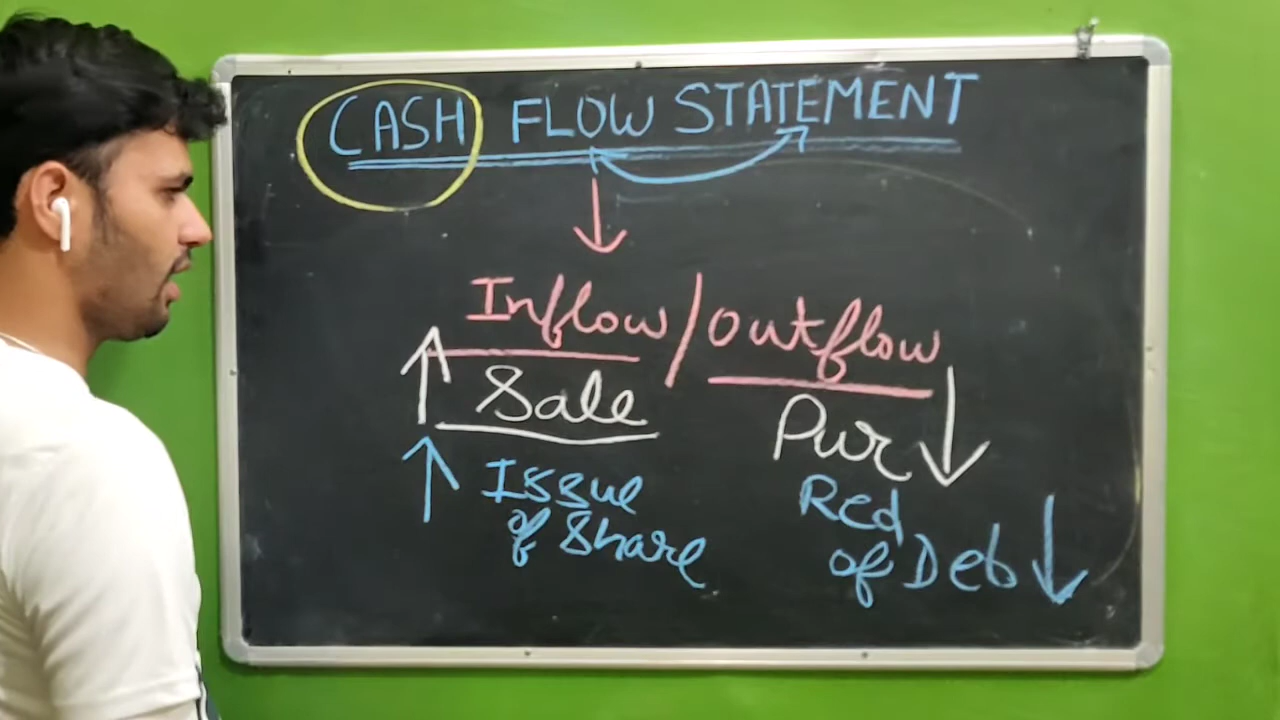 CASH FLOW STATEMENT
Inflow/outflow
Sale
Pur
Issue
of Share
Red
of Deb